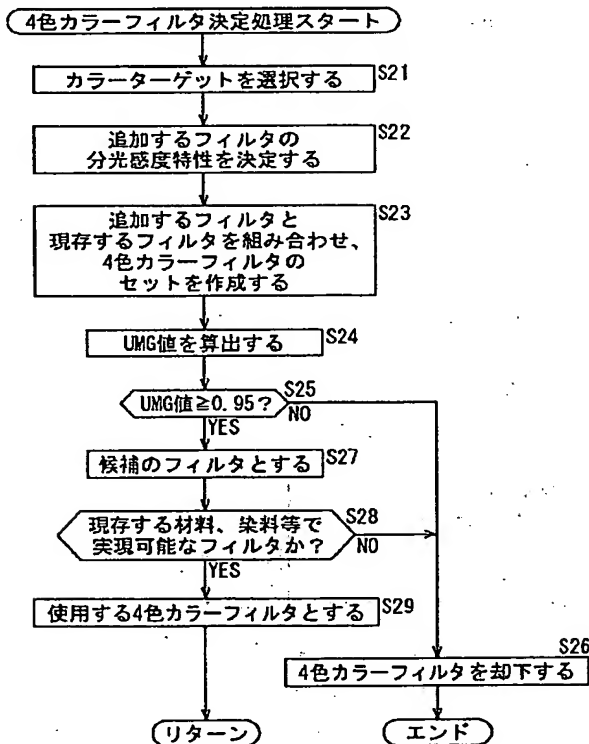 4色カラーフィルタ決定処理スタート
カラーターゲットを選択する
S21
追加するフィルタの
分光感度特性を決定する
S22
追加するフィルタと
現存するフィルタを組み合わせ、
4色カラーフィルタの
セットを作成する
S23
UMG値を算出する
S24
UMG値≧0.95?
S25
NO
YES
候補のフィルタとする
S27
現存する材料、染料等で
実現可能なフィルタか?
S28
NO
YES
使用する4色カラーフィルタとする
S29
S26
4色カラーフィルタを却下する
リターン
エンド